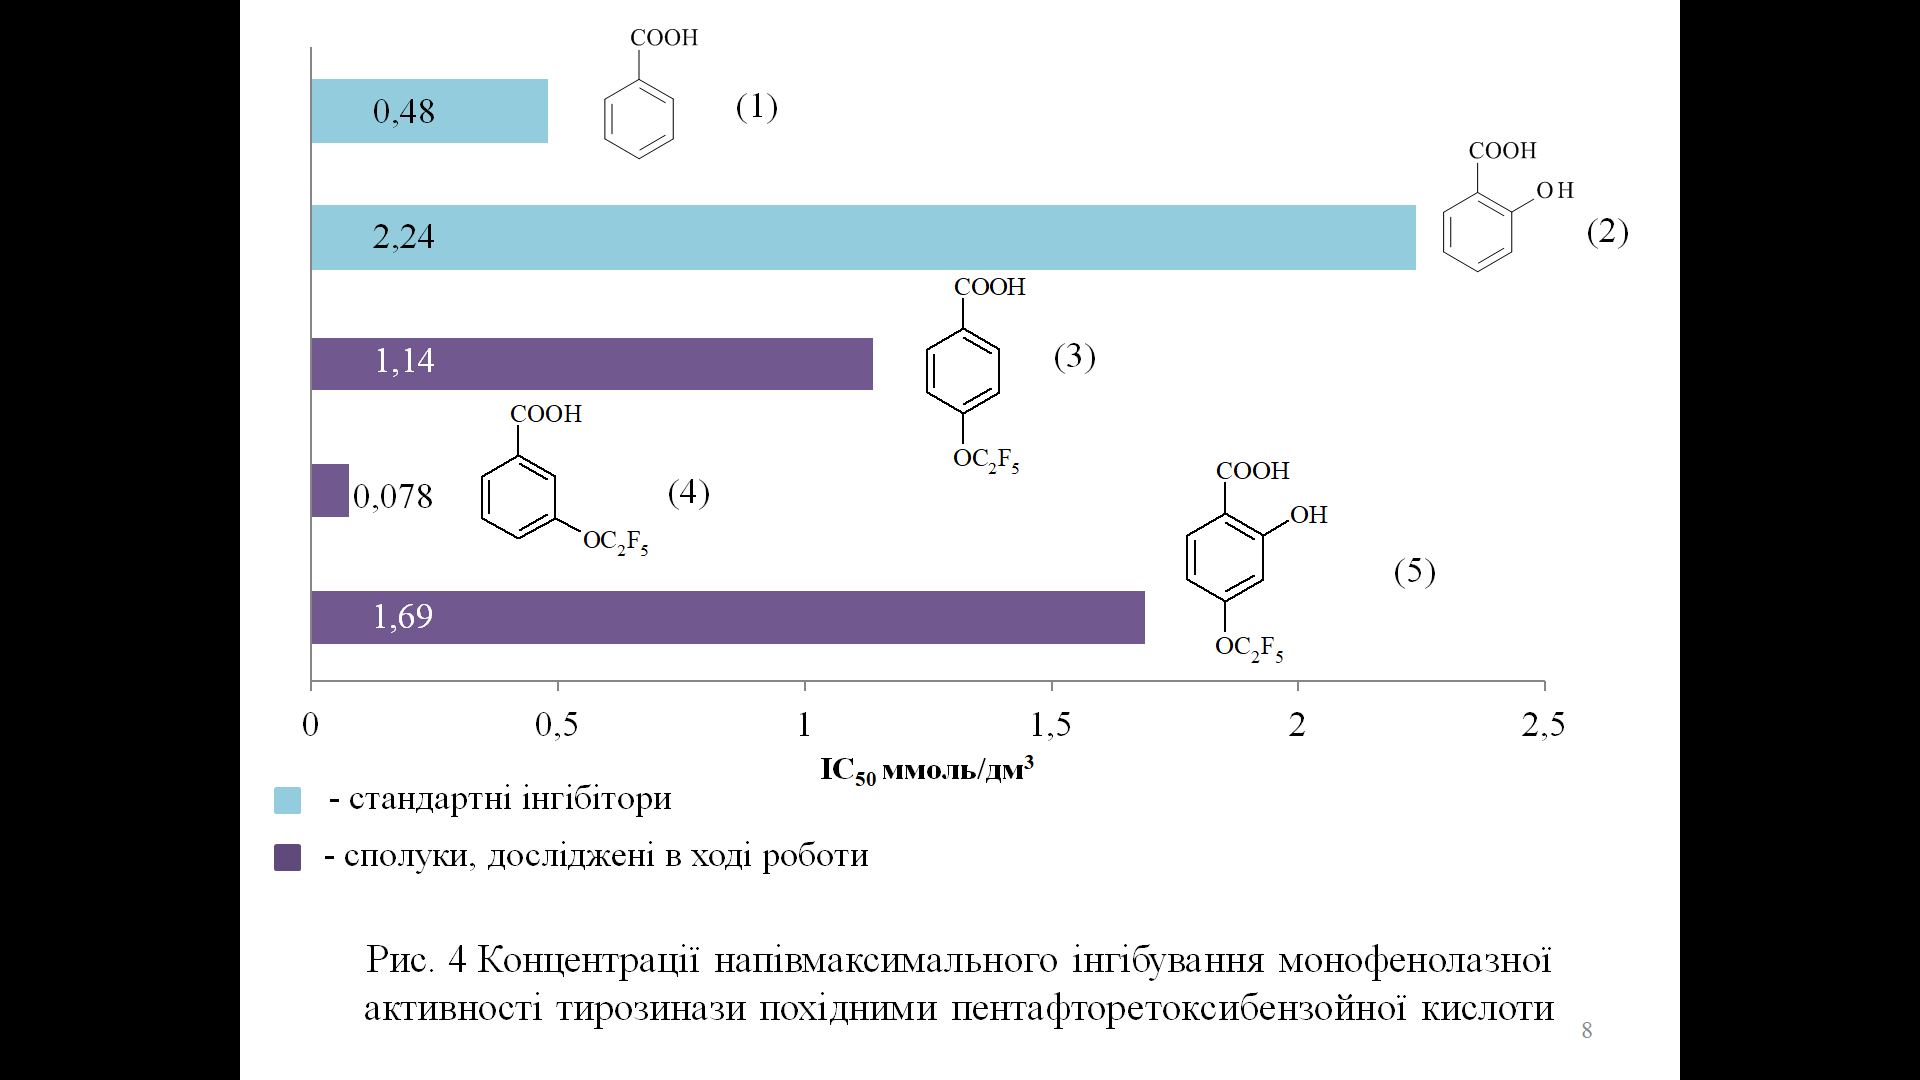 COOH
0,48
(1)
COOH
OH
2,24
(2)
COOH
1,14
(3)
OC2F5
COOH
0,078
(4)
OC2F5
COOH
OH
(5)
1,69
OC2F5
0 0,5 1 1,5 2 2,5
IC50 ммоль/дм³
- стандартні інгібітори
- сполуки, досліджені в ході роботи
Рис. 4 Концентрації напівмаксимального інгібування монофенолазної
активності тирозинази похідними пентафторетоксибензойної кислоти
8